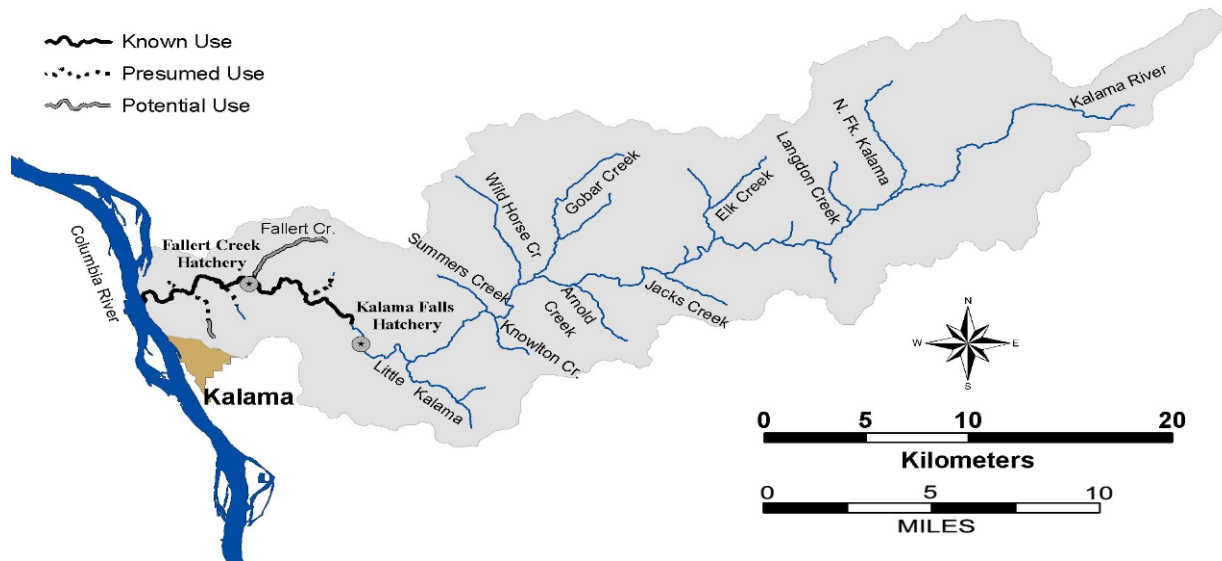 Known Use
Presumed Use
Potential Use
Columbia River
Fallert Creek
Hatchery
Fallert Cr.
Kalama Falls
Hatchery
Kalama
Little Kalama
Summers Creek
Wild Horse Cr
Gobar Creek
Knowlton Cr.
Arnold
Creek
Jacks Creek
Elk Creek
Langdon Creek
N. Fk. Kalama
Kalama River
N
W
E
S
0 5 10 20
Kilometers
0 5 10
MILES